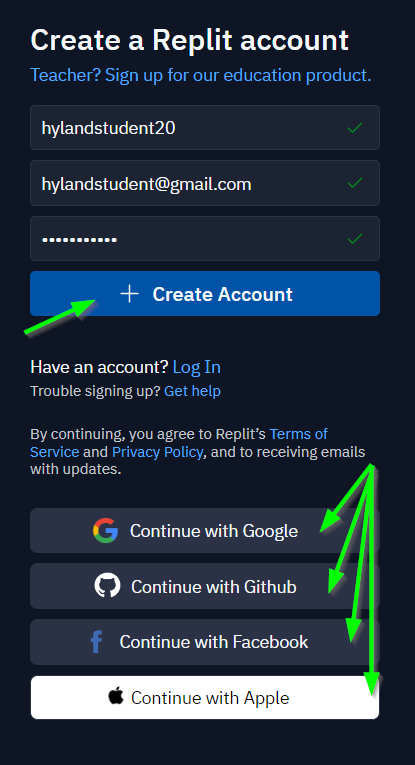 Create a Replit account
Teacher? Sign up for our education product.
hylandstudent20
hylandstudent@gmail.com
•••••••••••
Create Account
Have an account? Log In
Trouble signing up? Get help
By continuing, you agree to Replit's Terms of
Service and Privacy Policy, and to receiving emails
with updates.
Continue with Google
Continue with Github
Continue with Facebook
Continue with Apple